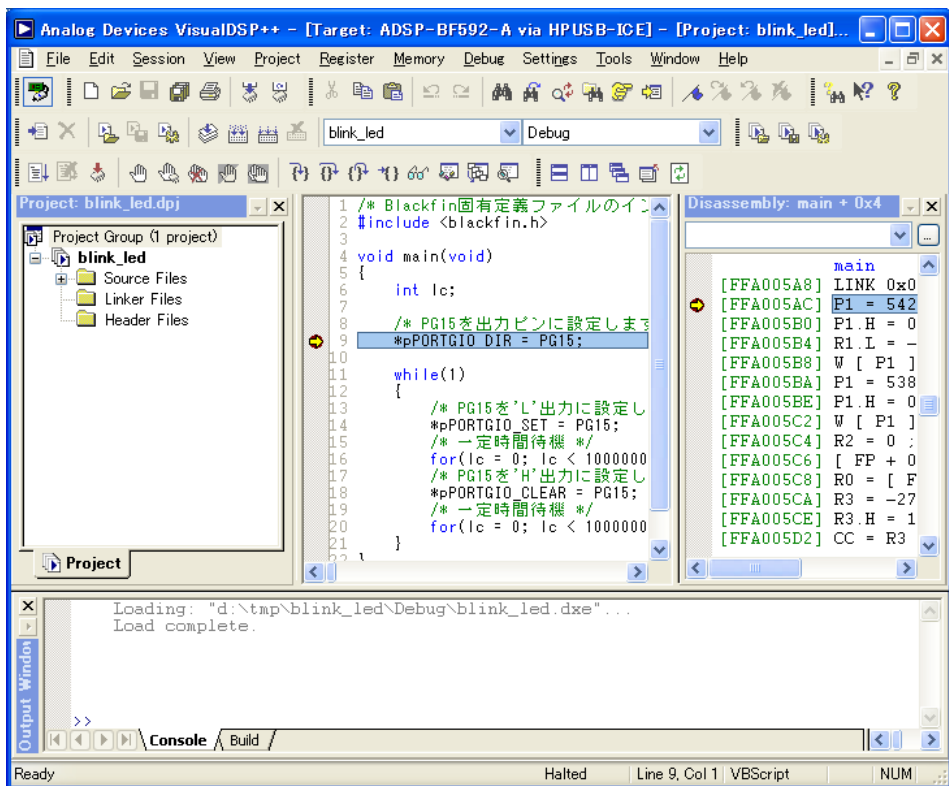 Analog Devices VisualDSP++ - [Target: ADSP-BF592-A via HPUSB-ICE] - [Project: blink_led]...
File Edit Session View Project Register Memory Debug Settings Tools Window Help
blink_led Debug
Project: blink_led.dpj
Project Group (1 project)
blink_led
Source Files
Linker Files
Header Files
Project
1 /* Blackfin固有定義ファイルのイン
2 #include <blackfin.h>
3
4 void main(void)
5 {
6 int lc;
7
8 /* PG15を出力ピンに設定します
9 *pPORTGIO_DIR = PG15;
10
11 while(1)
12 {
13 /* PG15を'L'出力に設定し
14 *pPORTGIO_SET = PG15;
15 /* 一定時間待機 */
16 for(lc = 0; lc < 1000000
17 /* PG15を'H'出力に設定し
18 *pPORTGIO_CLEAR = PG15;
19 /* 一定時間待機 */
20 for(lc = 0; lc < 1000000
21 }
22 }
Disassembly: main + 0x4
...
main
[FFA005A8] LINK 0x0
[FFA005AC] P1 = 542
[FFA005B0] P1.H = 0
[FFA005B4] R1.L = -
[FFA005B8] W [ P1 ]
[FFA005BA] P1 = 538
[FFA005BE] P1.H = 0
[FFA005C2] W [ P1 ]
[FFA005C4] R2 = 0 ;
[FFA005C6] [ FP + 0
[FFA005C8] R0 = [ F
[FFA005CA] R3 = -27
[FFA005CE] R3.H = 1
[FFA005D2] CC = R3
Output Window
Loading: "d:\tmp\blink_led\Debug\blink_led.dxe"...
Load complete.
>>
Console Build
Ready Halted Line 9, Col 1 VBScript NUM